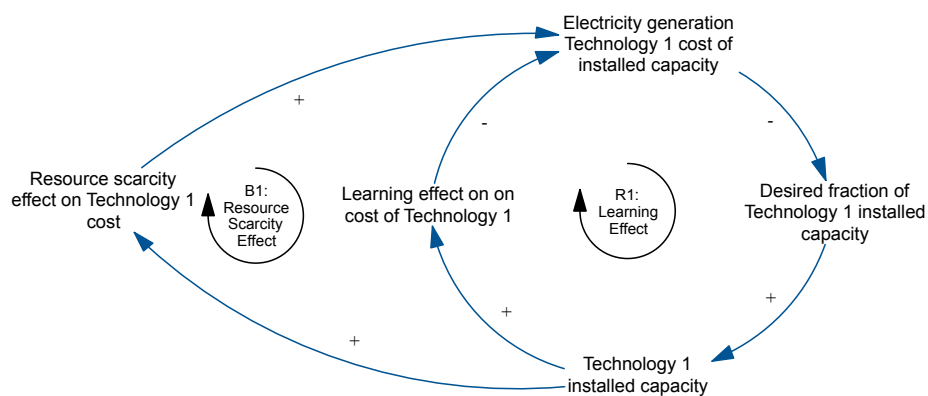 Electricity generation
Technology 1 cost of
installed capacity
+
-
-
Resource scarcity
effect on Technology 1
cost
B1:
Resource
Scarcity
Effect
Learning effect on on
cost of Technology 1
R1:
Learning
Effect
Desired fraction of
Technology 1 installed
capacity
+
+
+
Technology 1
installed capacity